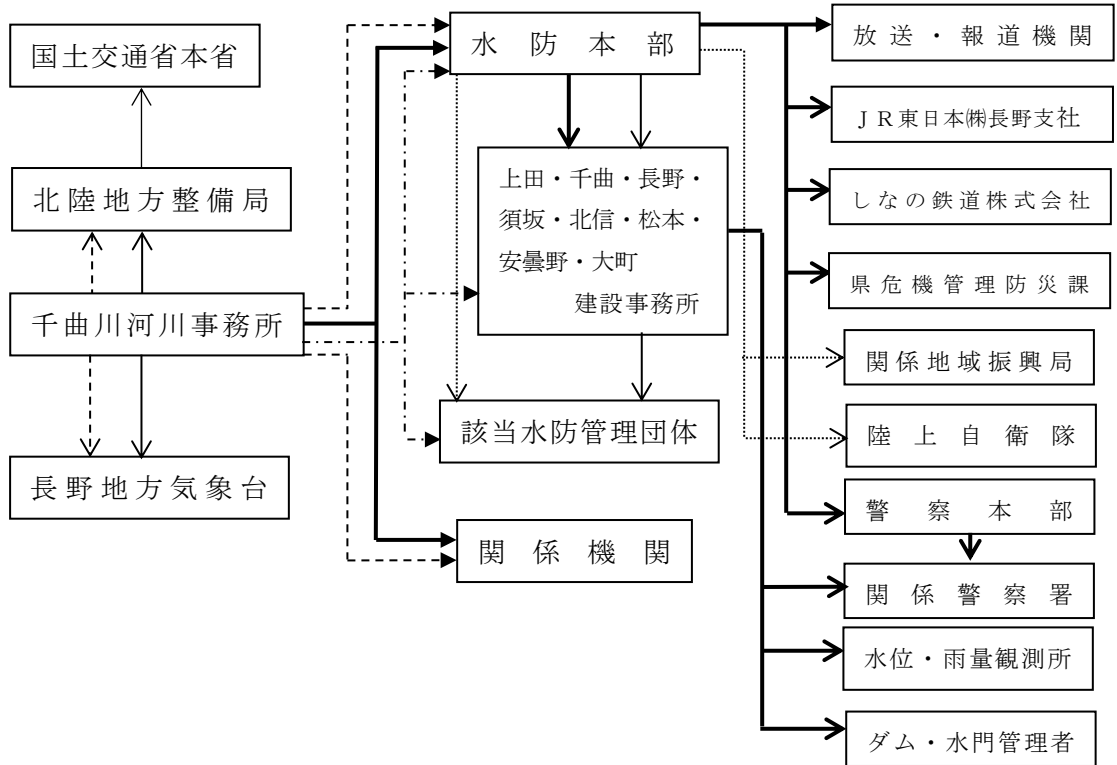 国土交通省本省
北陸地方整備局
千曲川河川事務所
長野地方気象台
水防本部
上田・千曲・長野・
須坂・北信・松本・
安曇野・大町
建設事務所
該当水防管理団体
関係機関
放送・報道機関
JR東日本㈱長野支社
しなの鉄道株式会社
県危機管理防災課
関係地域振興局
陸上自衛隊
警察本部
関係警察署
水位・雨量観測所
ダム・水門管理者